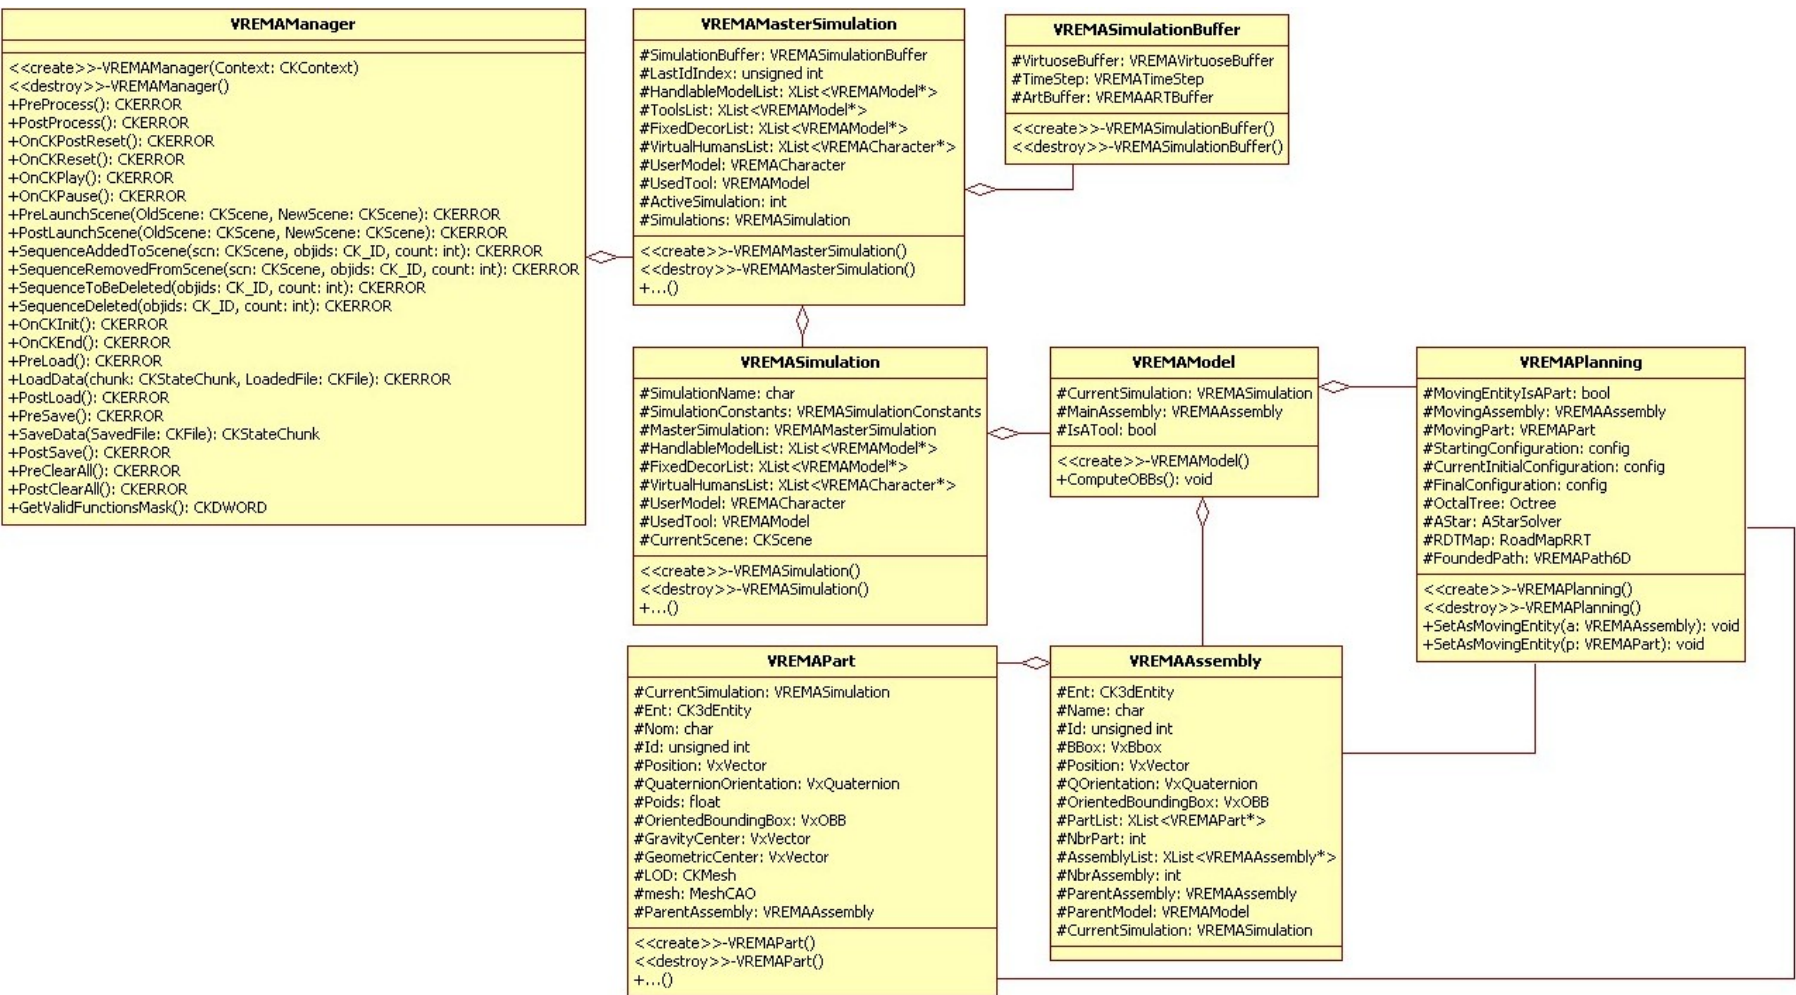 VREMAManager
<<create>>-VREMAManager(Context: CKContext)
<<destroy>>-VREMAManager()
+PreProcess(): CKERROR
+PostProcess(): CKERROR
+OnCKPostReset(): CKERROR
+OnCKReset(): CKERROR
+OnCKPlay(): CKERROR
+OnCKPause(): CKERROR
+PreLaunchScene(OldScene: CKScene, NewScene: CKScene): CKERROR
+PostLaunchScene(OldScene: CKScene, NewScene: CKScene): CKERROR
+SequenceAddedToScene(scn: CKScene, objids: CK_ID, count: int): CKERROR
+SequenceRemovedFromScene(scn: CKScene, objids: CK_ID, count: int): CKERROR
+SequenceToBeDeleted(objids: CK_ID, count: int): CKERROR
+SequenceDeleted(objids: CK_ID, count: int): CKERROR
+OnCKInit(): CKERROR
+OnCKEnd(): CKERROR
+PreLoad(): CKERROR
+LoadData(chunk: CKStateChunk, LoadedFile: CKFile): CKERROR
+PostLoad(): CKERROR
+PreSave(): CKERROR
+SaveData(SavedFile: CKFile): CKStateChunk
+PostSave(): CKERROR
+PreClearAll(): CKERROR
+PostClearAll(): CKERROR
+GetValidFunctionsMask(): CKDWORD
VREMAMasterSimulation
#SimulationBuffer: VREMASimulationBuffer
#LastIdIndex: unsigned int
#HandlableModelList: XList<VREMAModel*>
#ToolsList: XList<VREMAModel*>
#FixedDecorList: XList<VREMAModel*>
#VirtualHumansList: XList<VREMACharacter*>
#UserModel: VREMACharacter
#UsedTool: VREMAModel
#ActiveSimulation: int
#Simulations: VREMASimulation
<<create>>-VREMAMasterSimulation()
<<destroy>>-VREMAMasterSimulation()
+...()
VREMASimulationBuffer
#VirtuoseBuffer: VREMAVirtuoseBuffer
#TimeStep: VREMATimeStep
#ArtBuffer: VREMAARTBuffer
<<create>>-VREMASimulationBuffer()
<<destroy>>-VREMASimulationBuffer()
VREMASimulation
#SimulationName: char
#SimulationConstants: VREMASimulationConstants
#MasterSimulation: VREMAMasterSimulation
#HandlableModelList: XList<VREMAModel*>
#FixedDecorList: XList<VREMAModel*>
#VirtualHumansList: XList<VREMACharacter*>
#UserModel: VREMACharacter
#UsedTool: VREMAModel
#CurrentScene: CKScene
<<create>>-VREMASimulation()
<<destroy>>-VREMASimulation()
+...()
VREMAModel
#CurrentSimulation: VREMASimulation
#MainAssembly: VREMAAssembly
#IsATool: bool
<<create>>-VREMAModel()
+ComputeOBBs(): void
VREMAPlanning
#MovingEntityIsAPart: bool
#MovingAssembly: VREMAAssembly
#MovingPart: VREMAPart
#StartingConfiguration: config
#CurrentInitialConfiguration: config
#FinalConfiguration: config
#OctalTree: Octree
#AStar: AStarSolver
#RDTMap: RoadMapRRT
#FoundedPath: VREMAPath6D
<<create>>-VREMAPlanning()
<<destroy>>-VREMAPlanning()
+SetAsMovingEntity(a: VREMAAssembly): void
+SetAsMovingEntity(p: VREMAPart): void
VREMAPart
#CurrentSimulation: VREMASimulation
#Ent: CK3dEntity
#Nom: char
#Id: unsigned int
#Position: VxVector
#QuaternionOrientation: VxQuaternion
#Poids: float
#OrientedBoundingBox: VxOBB
#GravityCenter: VxVector
#GeometricCenter: VxVector
#LOD: CKMesh
#mesh: MeshCAO
#ParentAssembly: VREMAAssembly
<<create>>-VREMAPart()
<<destroy>>-VREMAPart()
+...()
VREMAAssembly
#Ent: CK3dEntity
#Name: char
#Id: unsigned int
#BBox: VxBbox
#Position: VxVector
#QOrientation: VxQuaternion
#OrientedBoundingBox: VxOBB
#PartList: XList<VREMAPart*>
#NbrPart: int
#AssemblyList: XList<VREMAAssembly*>
#NbrAssembly: int
#ParentAssembly: VREMAAssembly
#ParentModel: VREMAModel
#CurrentSimulation: VREMASimulation